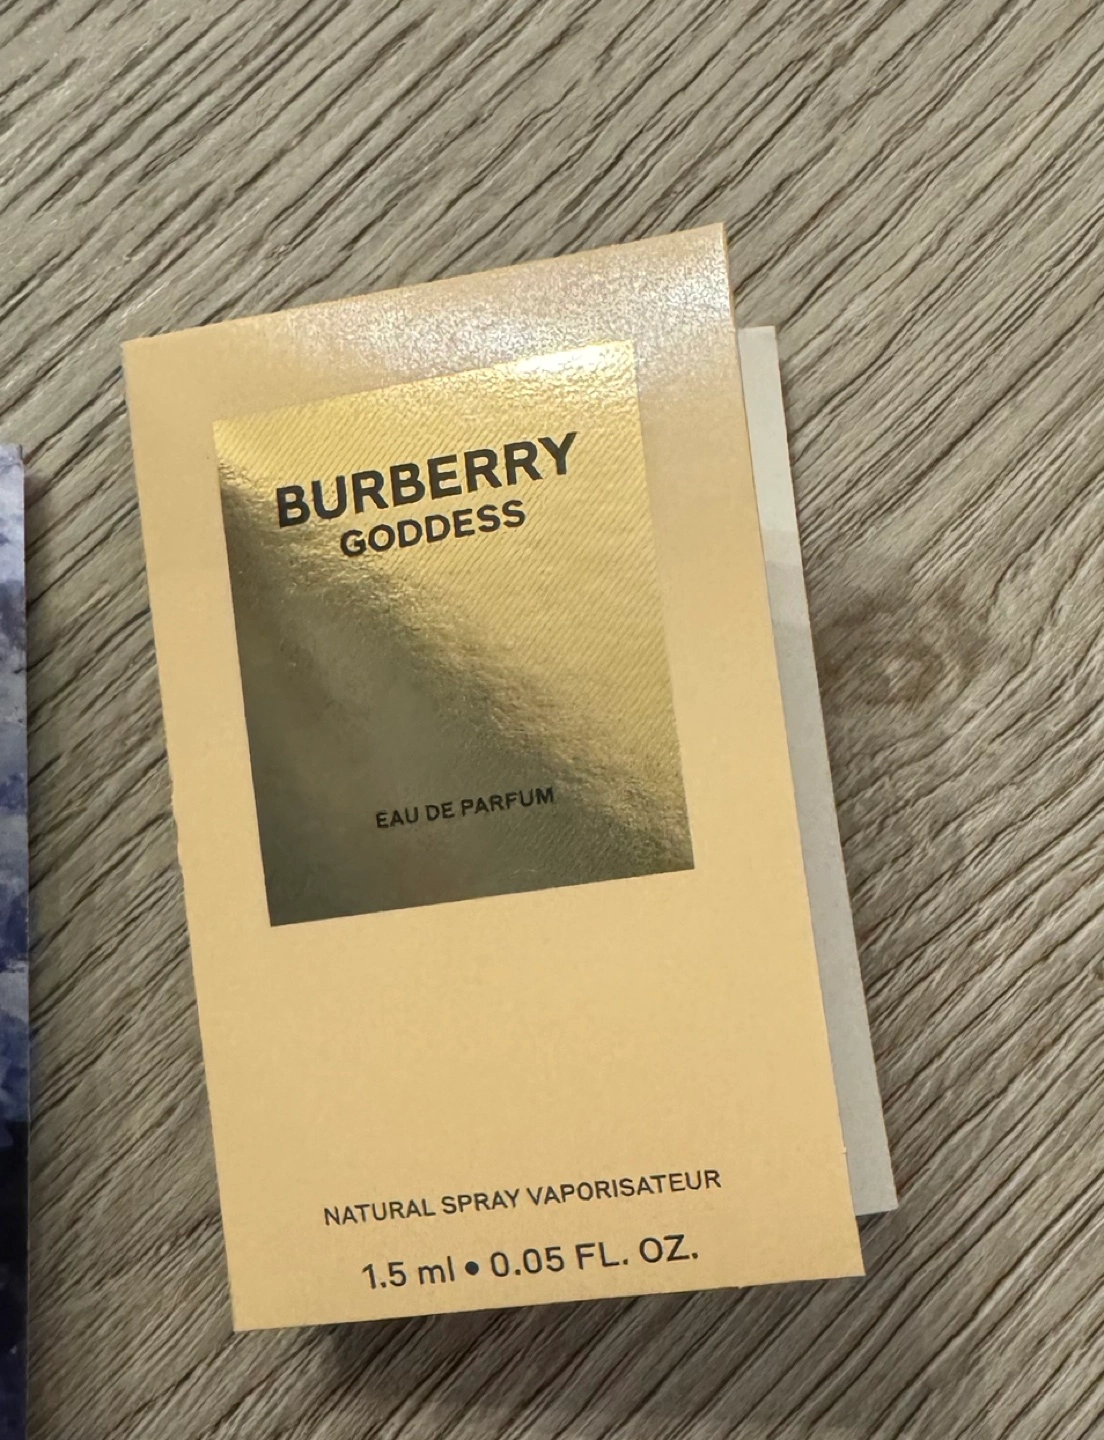 BURBERRY
GODDESS
EAU DE PARFUM
NATURAL SPRAY VAPORISATEUR
1.5 ml • 0.05 FL. OZ.